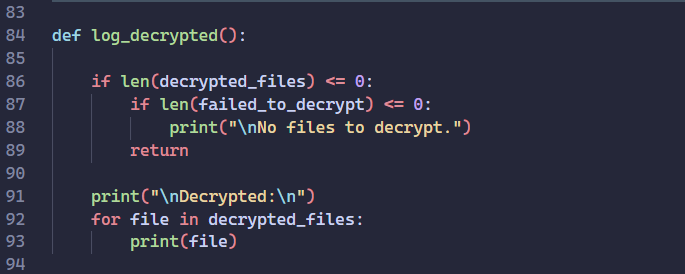 83
84 def log_decrypted():
85
86     if len(decrypted_files) <= 0:
87         if len(failed_to_decrypt) <= 0:
88             print("\nNo files to decrypt.")
89         return
90
91     print("\nDecrypted:\n")
92     for file in decrypted_files:
93         print(file)
94